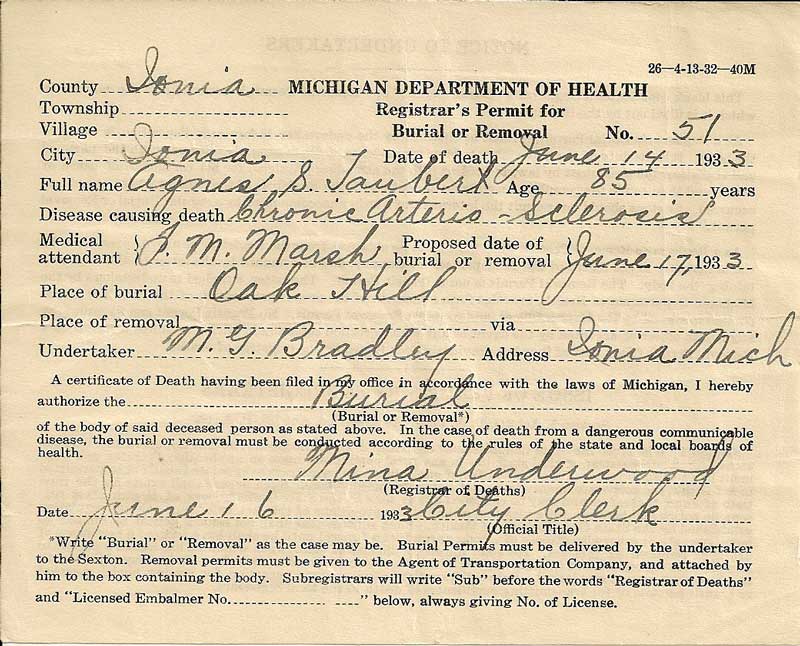 26—4-13-32—40M
County Ionia MICHIGAN DEPARTMENT OF HEALTH
Township Registrar's Permit for
Village Burial or Removal No. 51
City Ionia Date of death June 14 1933
Full name Agnes S. Taubert Age 85 years
Disease causing death Chronic Arterio-Sclerosis
Medical attendant F. M. Marsh Proposed date of burial or removal June 17, 1933
Place of burial Oak Hill
Place of removal via
Undertaker M. G. Bradley Address Ionia Mich
A certificate of Death having been filed in my office in accordance with the laws of Michigan, I hereby
authorize the Burial
(Burial or Removal*)
of the body of said deceased person as stated above. In the case of death from a dangerous communicable
disease, the burial or removal must be conducted according to the rules of the state and local boards of
health.
Mina Underwood
(Registrar of Deaths)
Date June 16 1933 City Clerk
(Official Title)
*Write "Burial" or "Removal" as the case may be. Burial Permits must be delivered by the undertaker
to the Sexton. Removal permits must be given to the Agent of Transportation Company, and attached by
him to the box containing the body. Subregistrars will write "Sub" before the words "Registrar of Deaths"
and "Licensed Embalmer No. " below, always giving No. of License.